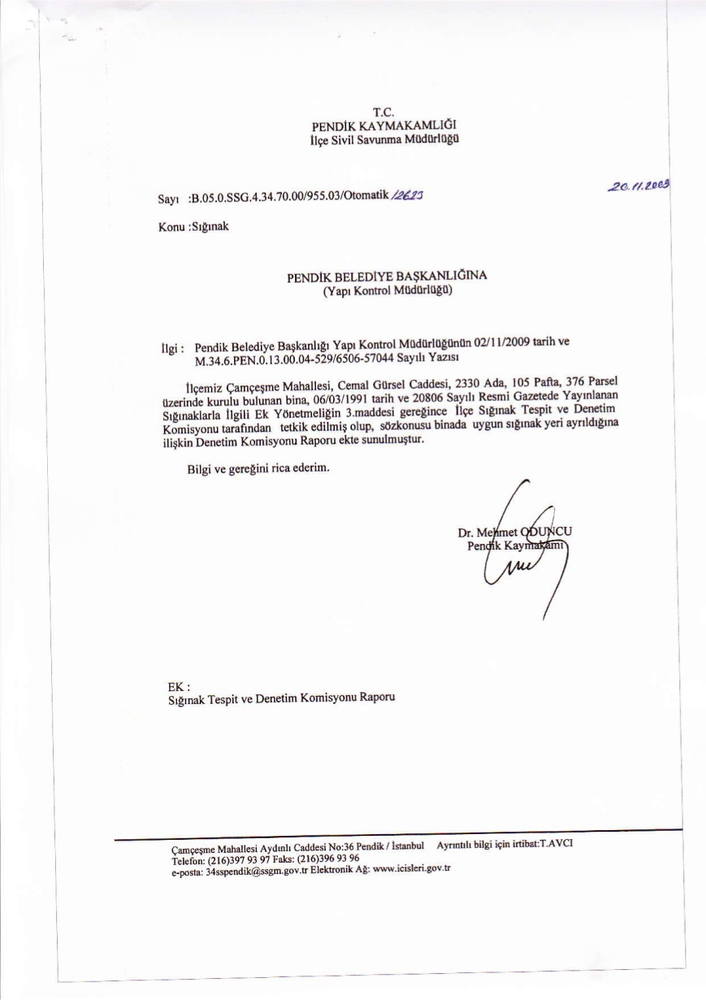 T.C.
PENDİK KAYMAKAMLIĞI
İlçe Sivil Savunma Müdürlüğü
Sayı :B.05.0.SSG.4.34.70.00/955.03/Otomatik /2623
20.11.2009
Konu :Sığınak
PENDİK BELEDİYE BAŞKANLIĞINA
(Yapı Kontrol Müdürlüğü)
İlgi : Pendik Belediye Başkanlığı Yapı Kontrol Müdürlüğünün 02/11/2009 tarih ve
M.34.6.PEN.0.13.00.04-529/6506-57044 Sayılı Yazısı
İlçemiz Çamçeşme Mahallesi, Cemal Gürsel Caddesi, 2330 Ada, 105 Pafta, 376 Parsel
üzerinde kurulu bulunan bina, 06/03/1991 tarih ve 20806 Sayılı Resmi Gazetede Yayınlanan
Sığınaklarla İlgili Ek Yönetmeliğin 3.maddesi gereğince İlçe Sığınak Tespit ve Denetim
Komisyonu tarafından tetkik edilmiş olup, sözkonusu binada uygun sığınak yeri ayrıldığına
ilişkin Denetim Komisyonu Raporu ekte sunulmuştur.
Bilgi ve gereğini rica ederim.
Dr. Mehmet ODUNCU
Pendik Kaymakamı
EK :
Sığınak Tespit ve Denetim Komisyonu Raporu
Çamçeşme Mahallesi Aydınlı Caddesi No:36 Pendik / İstanbul Ayrıntılı bilgi için irtibat:T.AVCI
Telefon: (216)397 93 97 Faks: (216)396 93 96
e-posta: 34sspendik@ssgm.gov.tr Elektronik Ağ: www.icisleri.gov.tr